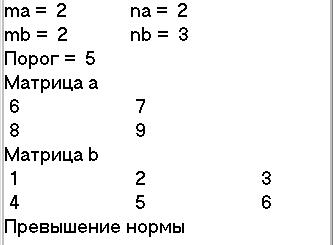 ma = 2 na = 2
mb = 2 nb = 3
Порог = 5
Матрица a
6 7
8 9
Матрица b
1 2 3
4 5 6
Превышение нормы